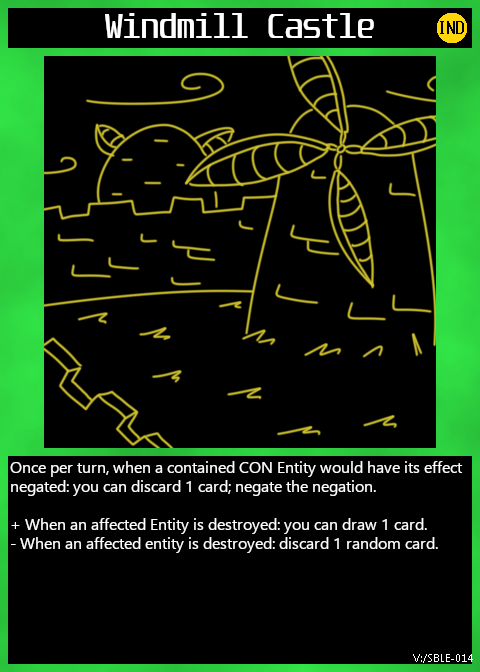 Windmill Castle
IND
Once per turn, when a contained CON Entity would have its effect
negated: you can discard 1 card; negate the negation.
+ When an affected Entity is destroyed: you can draw 1 card.
- When an affected entity is destroyed: discard 1 random card.
V:/SBLE-014